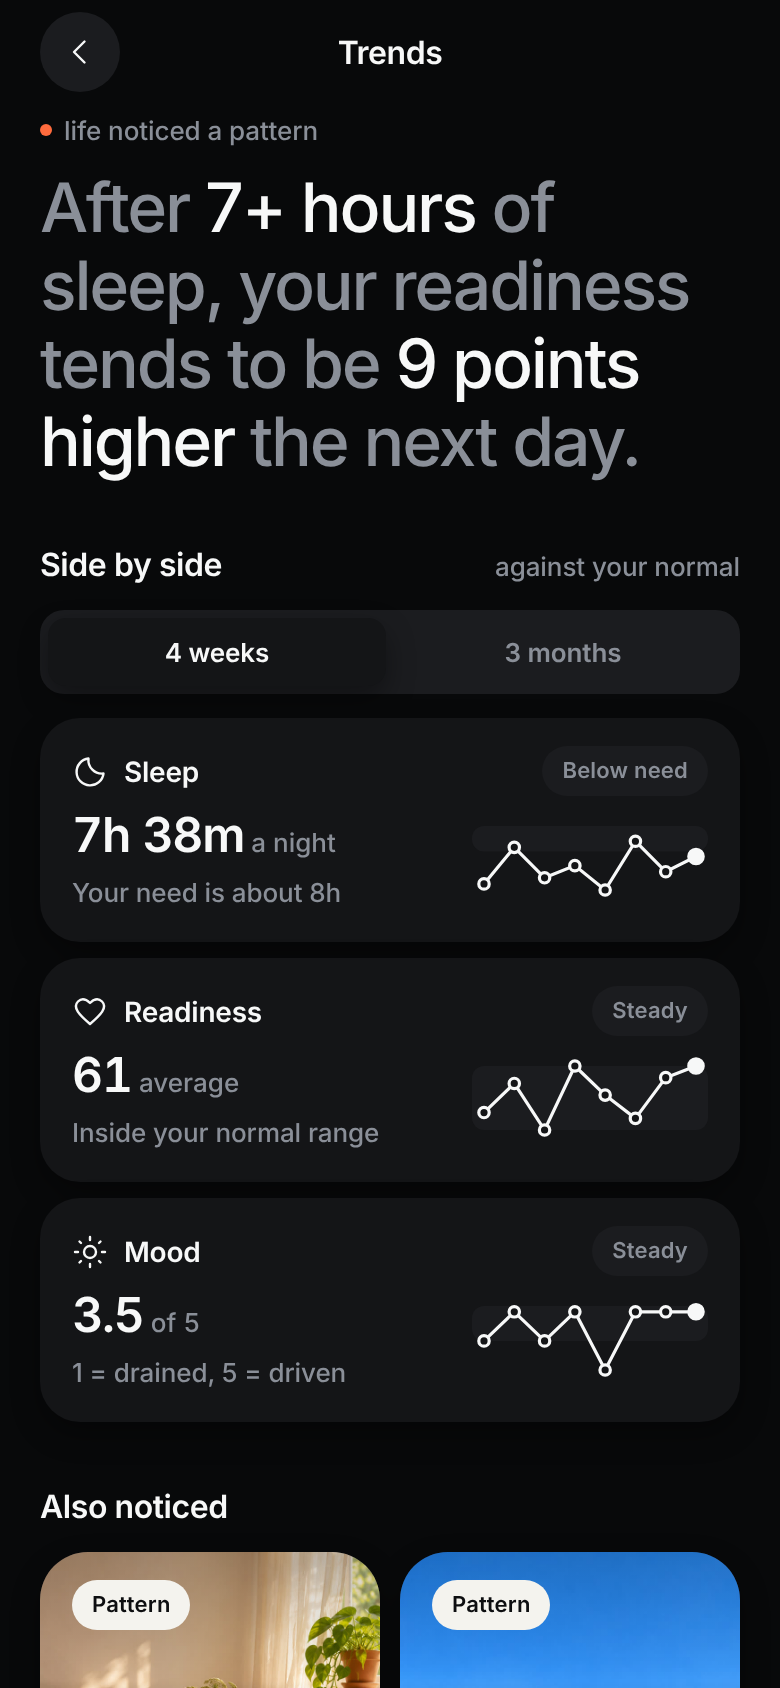 Trends
life noticed a pattern
After 7+ hours of
sleep, your readiness
tends to be 9 points
higher the next day.
Side by side
against your normal
4 weeks
3 months
Sleep
Below need
7h 38m a night
Your need is about 8h
Readiness
Steady
61 average
Inside your normal range
Mood
Steady
3.5 of 5
1 = drained, 5 = driven
Also noticed
Pattern
Pattern